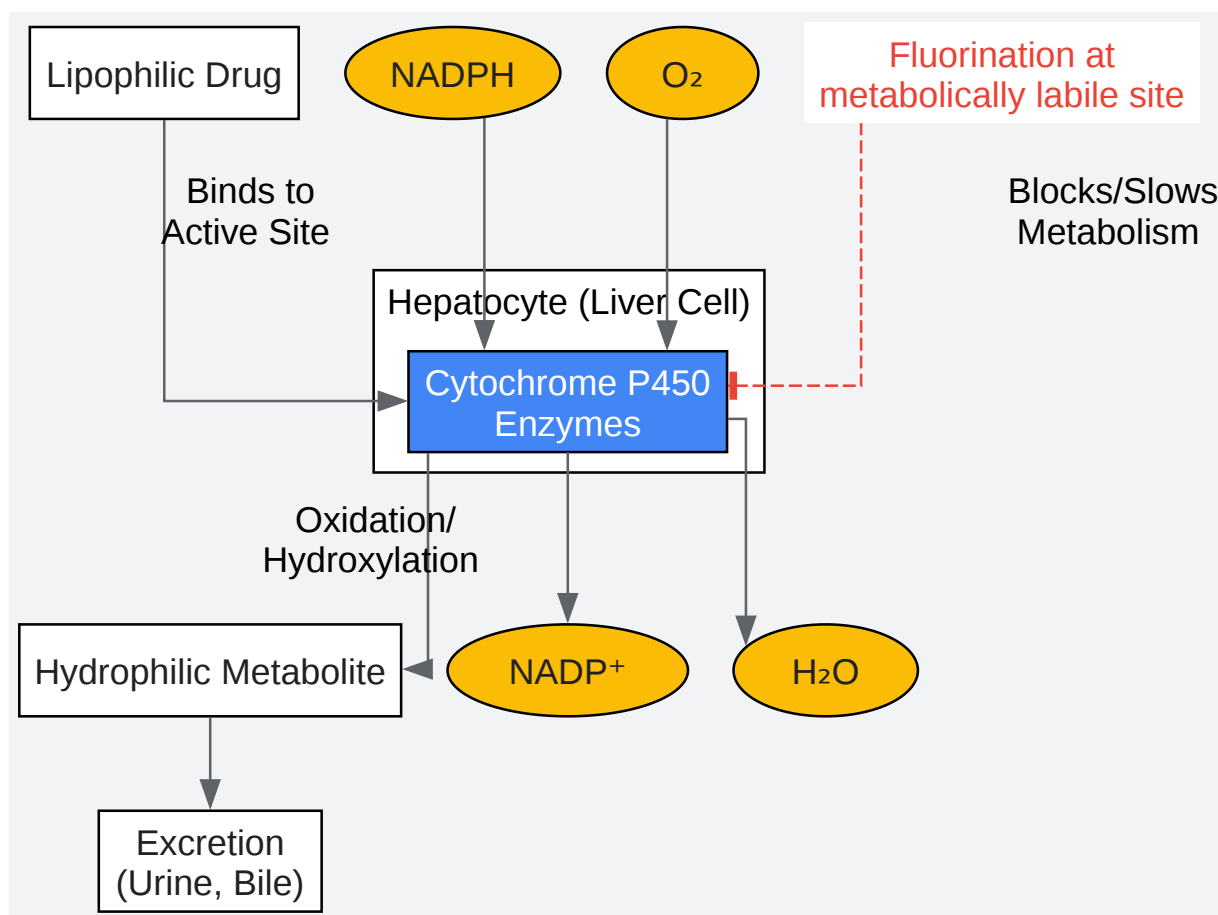 Lipophilic Drug
NADPH
O₂
Fluorination at
metabolically labile site
Binds to
Active Site
Blocks/Slows
Metabolism
Hepatocyte (Liver Cell)
Cytochrome P450
Enzymes
Oxidation/
Hydroxylation
Hydrophilic Metabolite
NADP⁺
H₂O
Excretion
(Urine, Bile)